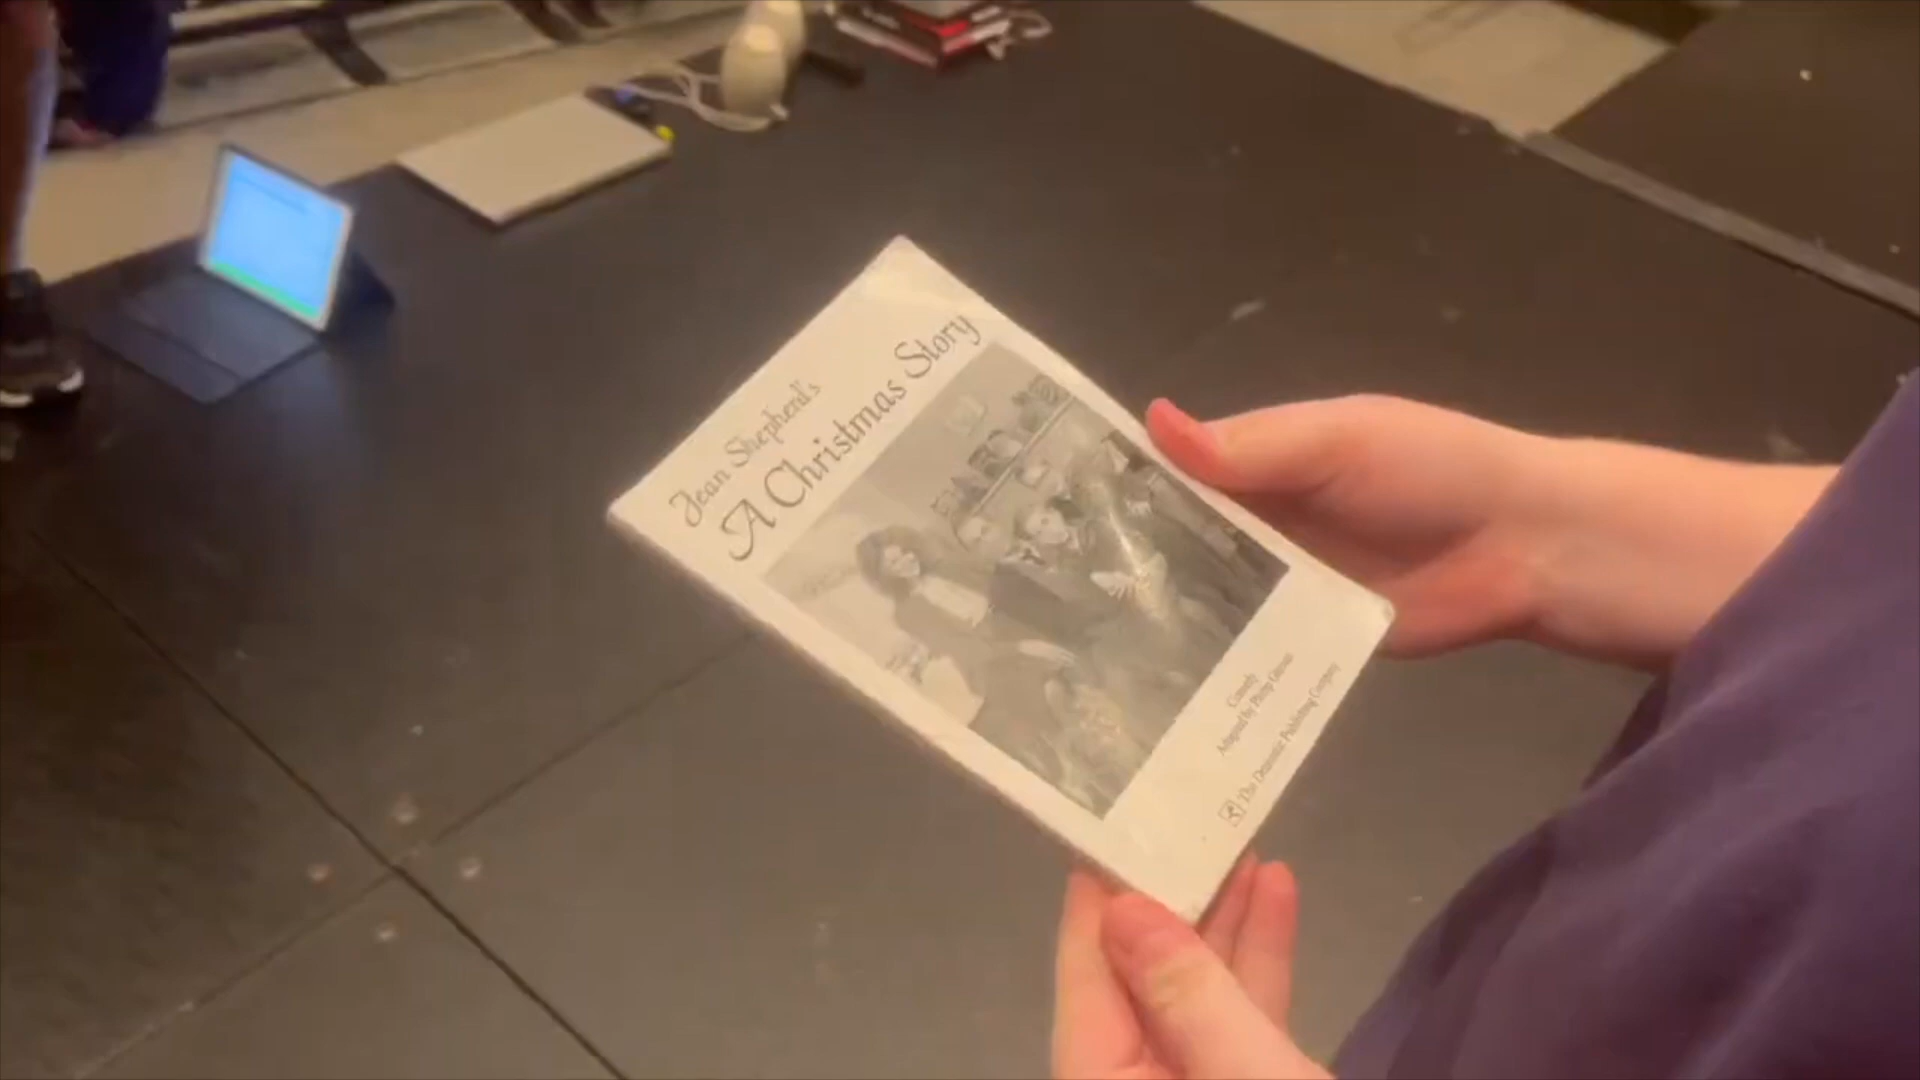 Jean Shepherd's
A Christmas Story
Comedy
Adapted by Philip Grecian
The Dramatic Publishing Company